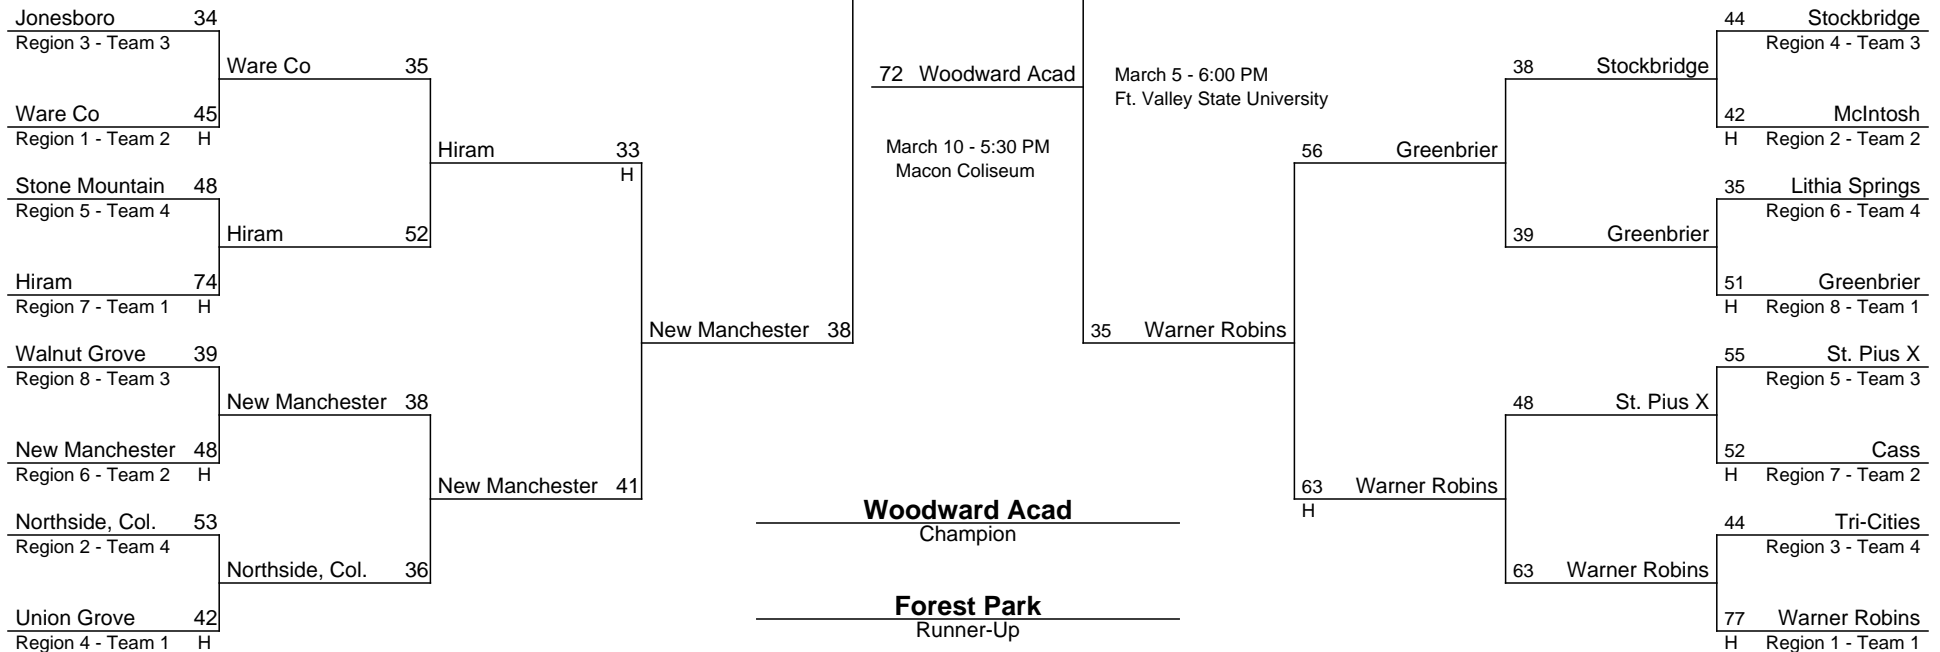 Jonesboro 34
Region 3 - Team 3
Ware Co 35
Ware Co 45
Region 1 - Team 2 H
Hiram 33
H
Stone Mountain 48
Region 5 - Team 4
Hiram 52
Hiram 74
Region 7 - Team 1 H
New Manchester 38
Walnut Grove 39
Region 8 - Team 3
New Manchester 38
New Manchester 48
Region 6 - Team 2 H
New Manchester 41
Northside, Col. 53
Region 2 - Team 4
Northside, Col. 36
Union Grove 42
Region 4 - Team 1 H
72 Woodward Acad
March 10 - 5:30 PM
Macon Coliseum
March 5 - 6:00 PM
Ft. Valley State University
Woodward Acad
Champion
Forest Park
Runner-Up
35 Warner Robins
56 Greenbrier
63 Warner Robins
H
38 Stockbridge
39 Greenbrier
48 St. Pius X
63 Warner Robins
44 Stockbridge
Region 4 - Team 3
42 McIntosh
H Region 2 - Team 2
35 Lithia Springs
Region 6 - Team 4
51 Greenbrier
H Region 8 - Team 1
55 St. Pius X
Region 5 - Team 3
52 Cass
H Region 7 - Team 2
44 Tri-Cities
Region 3 - Team 4
77 Warner Robins
H Region 1 - Team 1